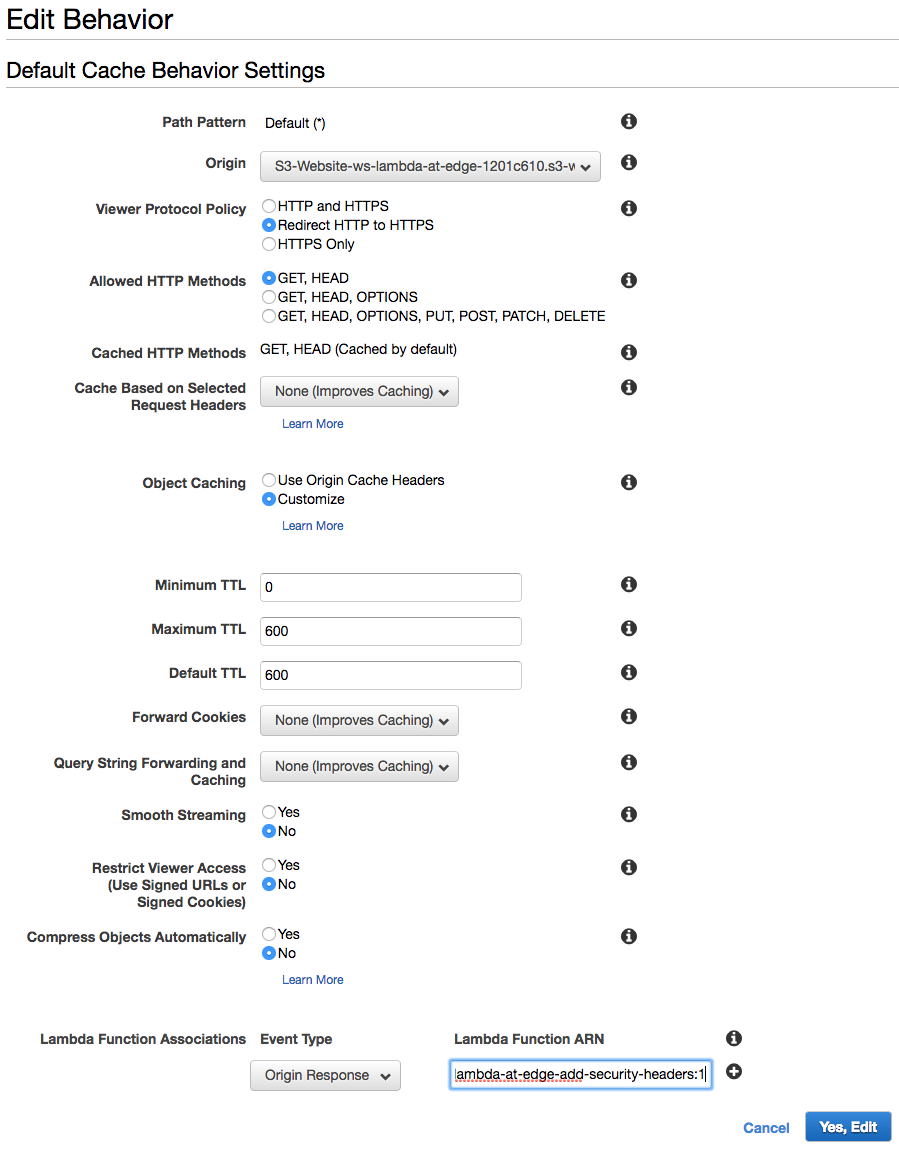 Edit Behavior
Default Cache Behavior Settings
Path Pattern Default (*)
Origin S3-Website-ws-lambda-at-edge-1201c610.s3-w
Viewer Protocol Policy HTTP and HTTPS
Redirect HTTP to HTTPS
HTTPS Only
Allowed HTTP Methods GET, HEAD
GET, HEAD, OPTIONS
GET, HEAD, OPTIONS, PUT, POST, PATCH, DELETE
Cached HTTP Methods GET, HEAD (Cached by default)
Cache Based on Selected
Request Headers
None (Improves Caching)
Learn More
Object Caching Use Origin Cache Headers
Customize
Learn More
Minimum TTL 0
Maximum TTL 600
Default TTL 600
Forward Cookies None (Improves Caching)
Query String Forwarding and
Caching
None (Improves Caching)
Smooth Streaming Yes
No
Restrict Viewer Access
(Use Signed URLs or
Signed Cookies)
Yes
No
Compress Objects Automatically Yes
No
Learn More
Lambda Function Associations Event Type Lambda Function ARN
Origin Response lambda-at-edge-add-security-headers:1
Cancel Yes, Edit